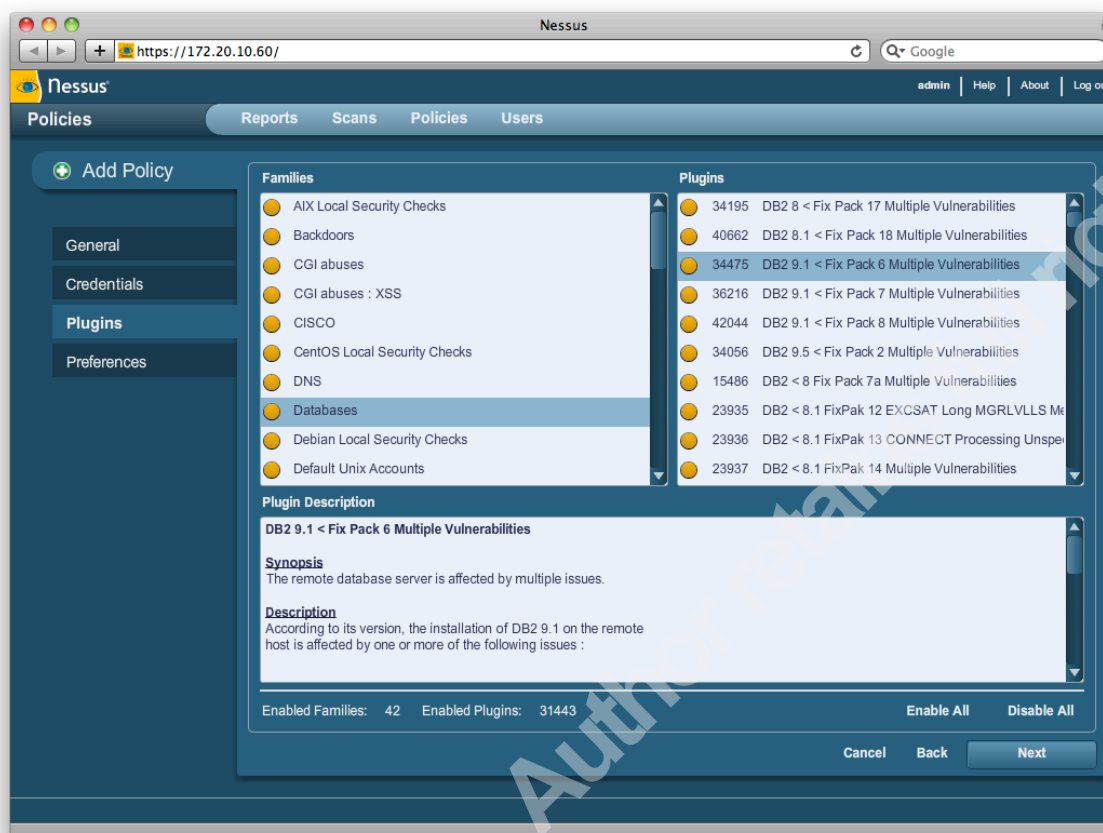 Nessus
https://172.20.10.60/
Google
Nessus
admin Help About Log ou
Policies Reports Scans Policies Users
Add Policy
General
Credentials
Plugins
Preferences
Families
AIX Local Security Checks
Backdoors
CGI abuses
CGI abuses : XSS
CISCO
CentOS Local Security Checks
DNS
Databases
Debian Local Security Checks
Default Unix Accounts
Plugins
34195 DB2 8 < Fix Pack 17 Multiple Vulnerabilities
40662 DB2 8.1 < Fix Pack 18 Multiple Vulnerabilities
34475 DB2 9.1 < Fix Pack 6 Multiple Vulnerabilities
36216 DB2 9.1 < Fix Pack 7 Multiple Vulnerabilities
42044 DB2 9.1 < Fix Pack 8 Multiple Vulnerabilities
34056 DB2 9.5 < Fix Pack 2 Multiple Vulnerabilities
15486 DB2 < 8 Fix Pack 7a Multiple Vulnerabilities
23935 DB2 < 8.1 FixPak 12 EXCSAT Long MGRLVLLS Me
23936 DB2 < 8.1 FixPak 13 CONNECT Processing Unspe
23937 DB2 < 8.1 FixPak 14 Multiple Vulnerabilities
Plugin Description
DB2 9.1 < Fix Pack 6 Multiple Vulnerabilities
Synopsis
The remote database server is affected by multiple issues.
Description
According to its version, the installation of DB2 9.1 on the remote
host is affected by one or more of the following issues :
Enabled Families: 42 Enabled Plugins: 31443 Enable All Disable All
Cancel Back Next
Author